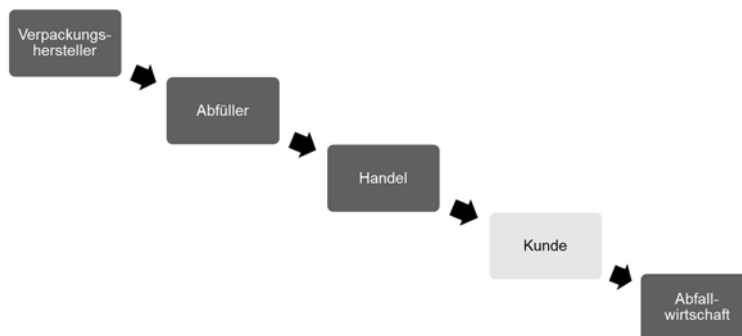 Verpackungs-
hersteller
Abfüller
Handel
Kunde
Abfall-
wirtschaft